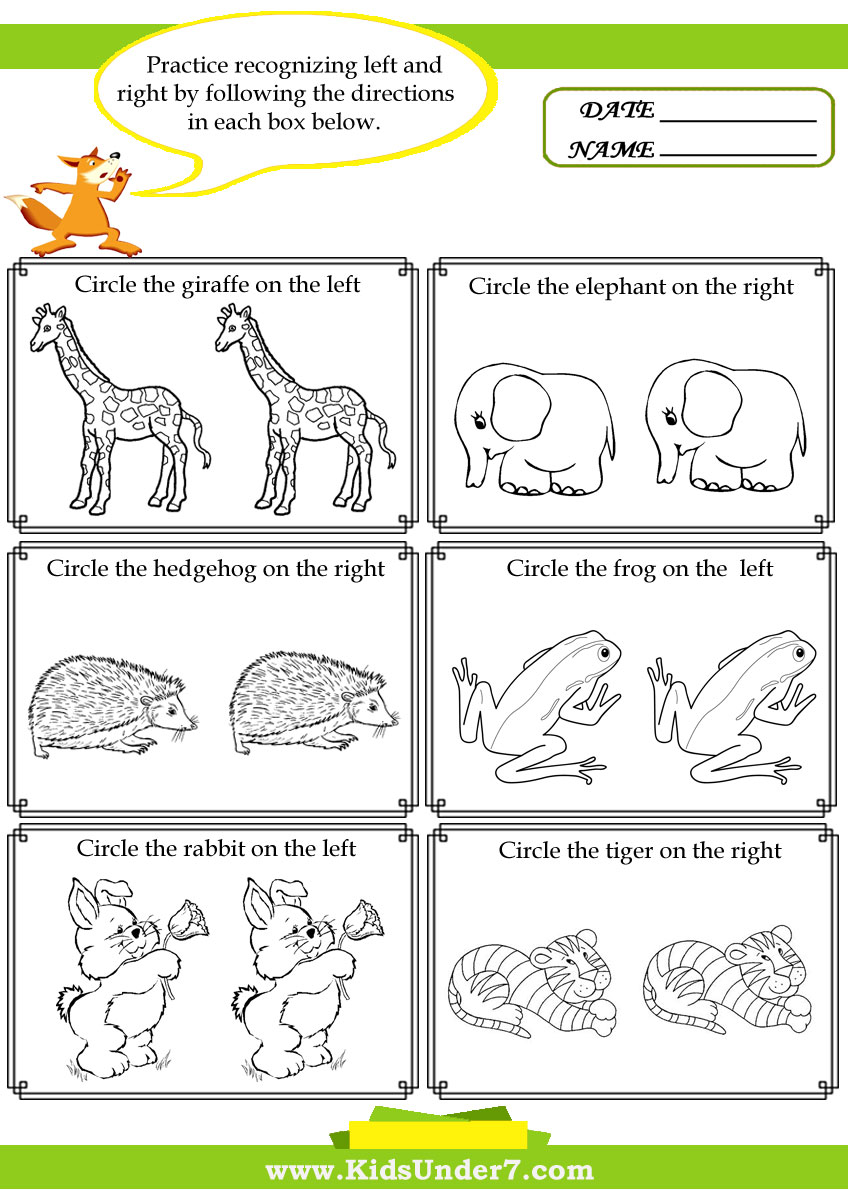 Practice recognizing left and
right by following the directions
in each box below.
DATE
NAME
Circle the giraffe on the left
Circle the elephant on the right
Circle the hedgehog on the right
Circle the frog on the left
Circle the rabbit on the left
Circle the tiger on the right
www.KidsUnder7.com